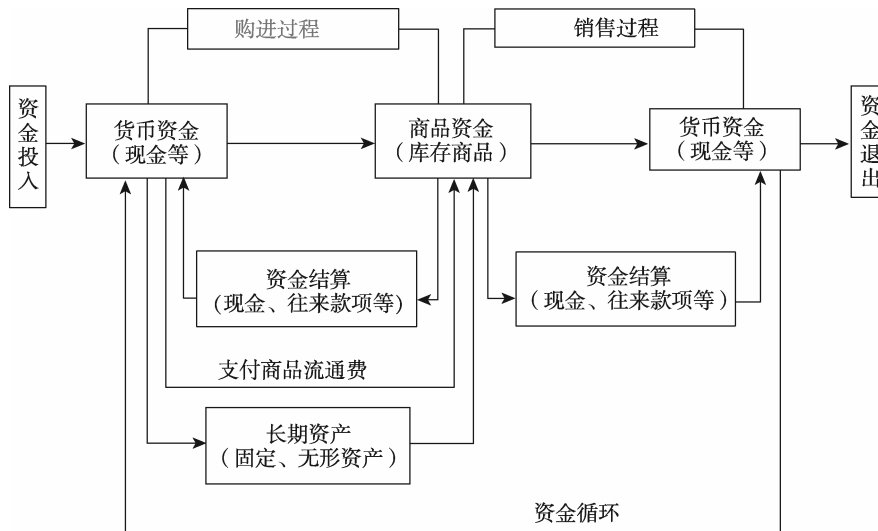 购进过程
销售过程
资金投入
货币资金
（现金等）
商品资金
（库存商品）
货币资金
（现金等）
资金退出
资金结算
（现金、往来款项等）
资金结算
（现金、往来款项等）
支付商品流通费
长期资产
（固定、无形资产）
资金循环